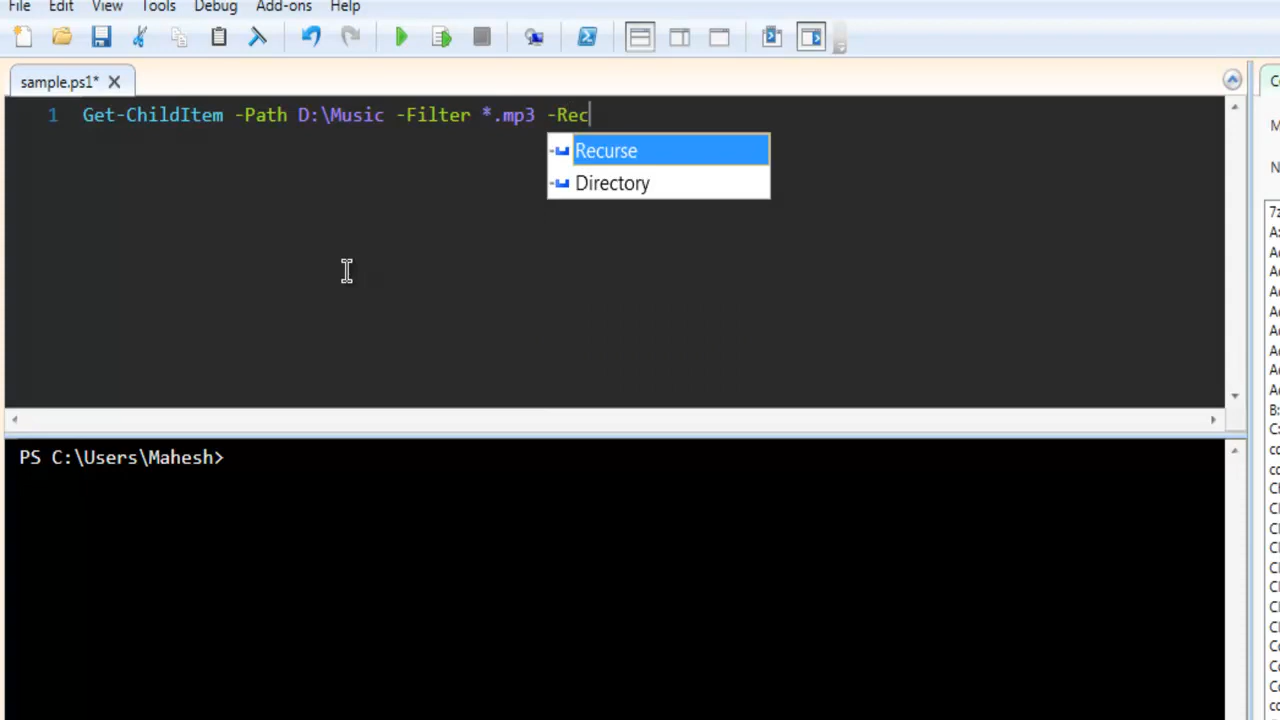 File Edit View Tools Debug Add-ons Help
sample.ps1*
1 Get-ChildItem -Path D:\Music -Filter *.mp3 -Rec
Recurse
Directory
PS C:\Users\Mahesh>